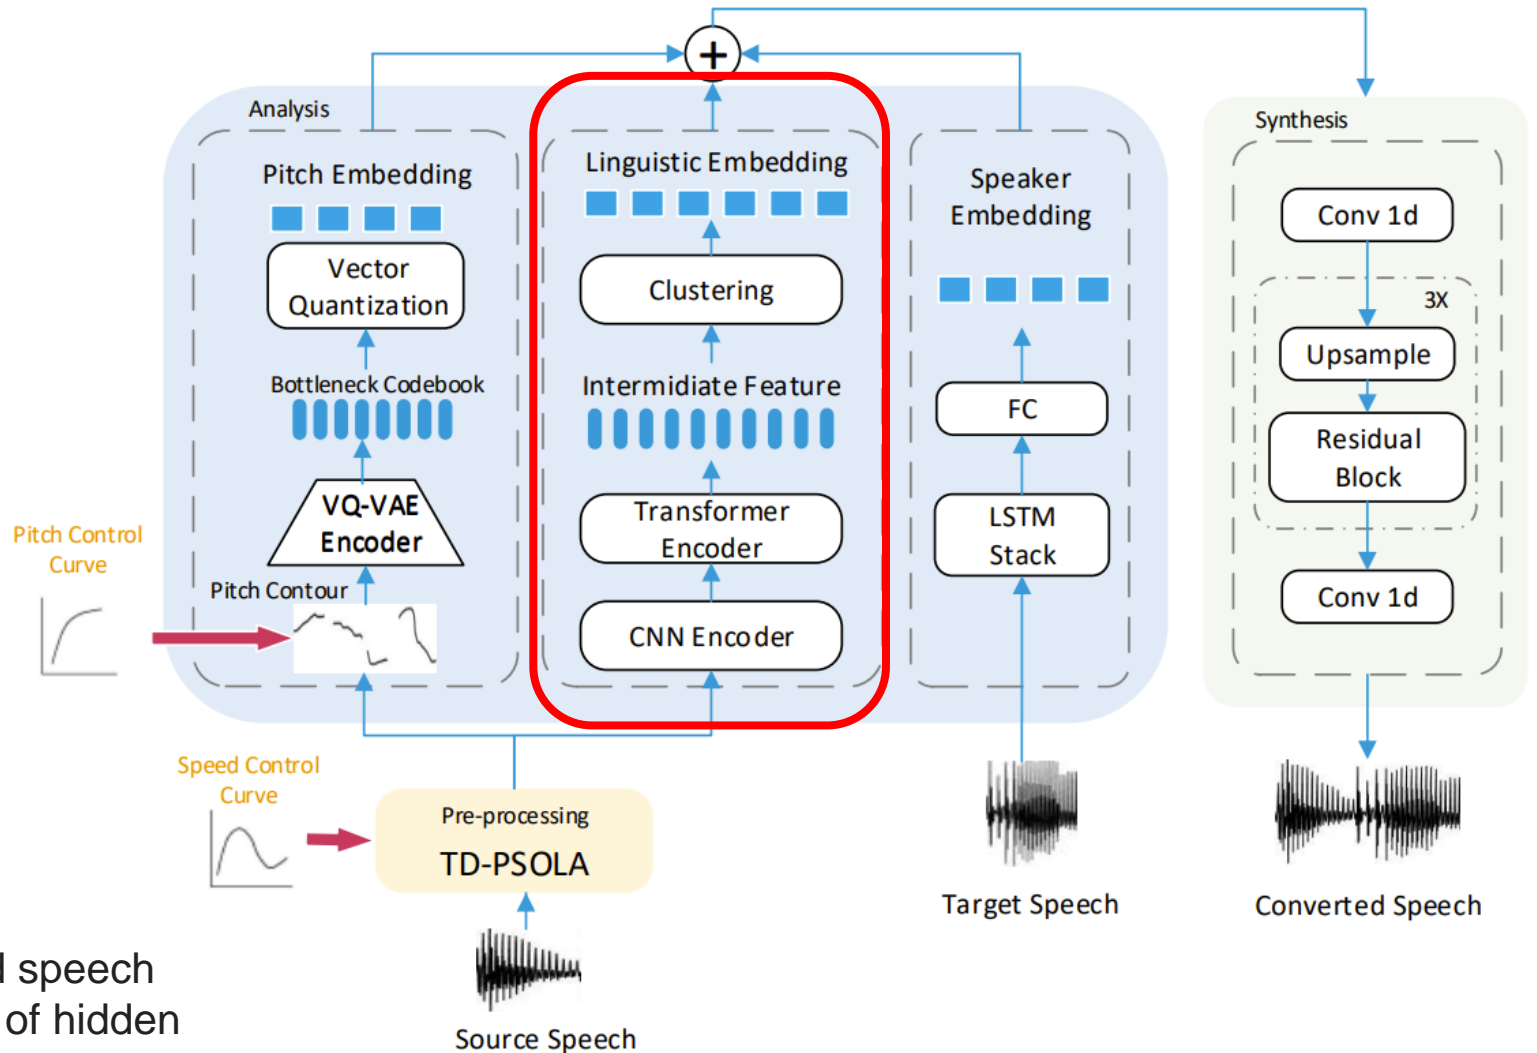 +
Analysis
Pitch Embedding
Vector
Quantization
Bottleneck Codebook
VQ-VAE
Encoder
Pitch Contour
Pitch Control
Curve
Linguistic Embedding
Clustering
Intermidiate Feature
Transformer
Encoder
CNN Encoder
Speaker
Embedding
FC
LSTM
Stack
Synthesis
Conv 1d
3X
Upsample
Residual
Block
Conv 1d
Speed Control
Curve
Pre-processing
TD-PSOLA
Source Speech
Target Speech
Converted Speech
speech
of hidden